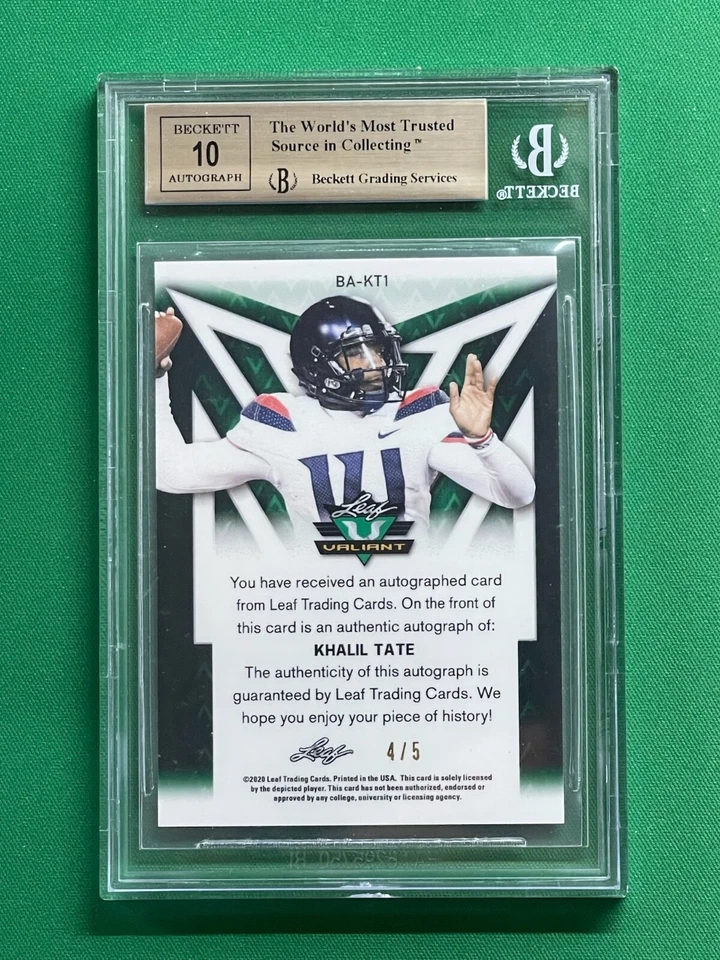 BECKETT
10
AUTOGRAPH
The World's Most Trusted
Source in Collecting™
B
Beckett Grading Services
B
BECKETT®
BA-KT1
14
Leaf
VALIANT
You have received an autographed card
from Leaf Trading Cards. On the front of
this card is an authentic autograph of:
KHALIL TATE
The authenticity of this autograph is
guaranteed by Leaf Trading Cards. We
hope you enjoy your piece of history!
Leaf
4/5
©2020 Leaf Trading Cards. Printed in the USA. This card is solely licensed
by the depicted player. This card has not been authorized, endorsed or
approved by any college, university or licensing agency.